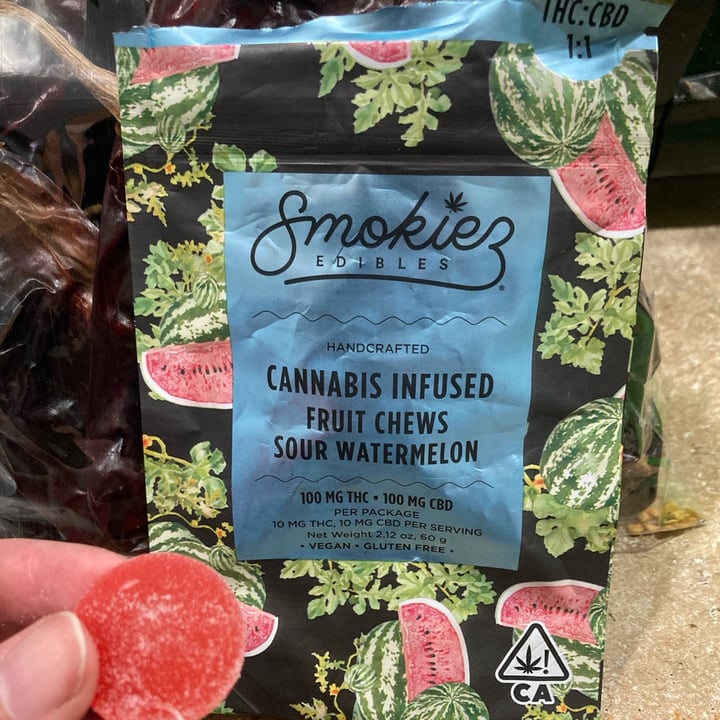 THC:CBD
1:1
Smokiez
EDIBLES
HANDCRAFTED
CANNABIS INFUSED
FRUIT CHEWS
SOUR WATERMELON
100 MG THC • 100 MG CBD
PER PACKAGE
10 MG THC, 10 MG CBD PER SERVING
Net Weight 2.12 oz, 60 g
• VEGAN • GLUTEN FREE •
!
CA